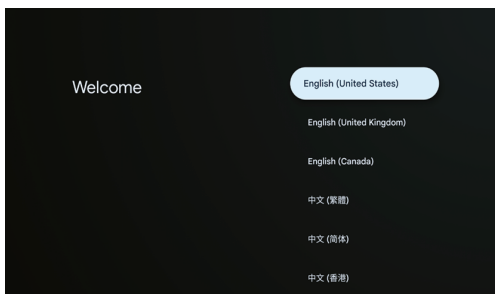 Welcome
English (United States)
English (United Kingdom)
English (Canada)
中文 (繁體)
中文 (简体)
中文 (香港)